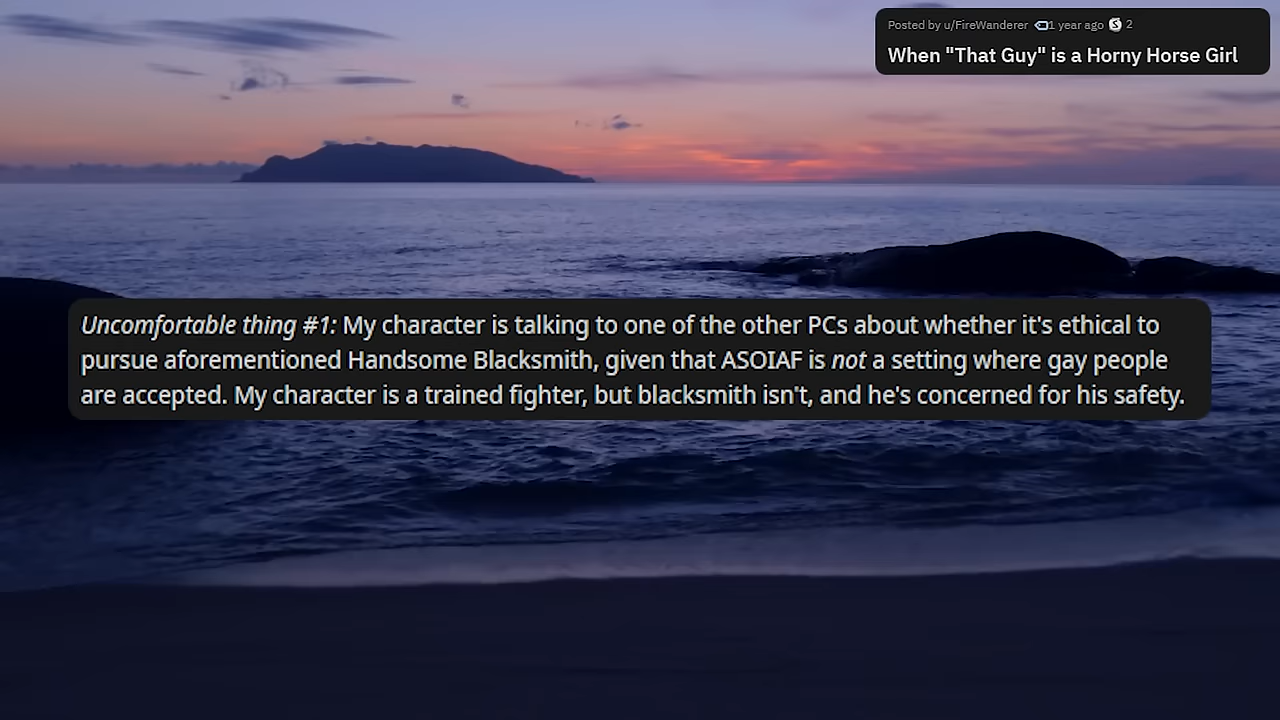 Posted by u/FireWanderer 1 year ago 2
When "That Guy" is a Horny Horse Girl
Uncomfortable thing #1: My character is talking to one of the other PCs about whether it's ethical to
pursue aforementioned Handsome Blacksmith, given that ASOIAF is not a setting where gay people
are accepted. My character is a trained fighter, but blacksmith isn't, and he's concerned for his safety.